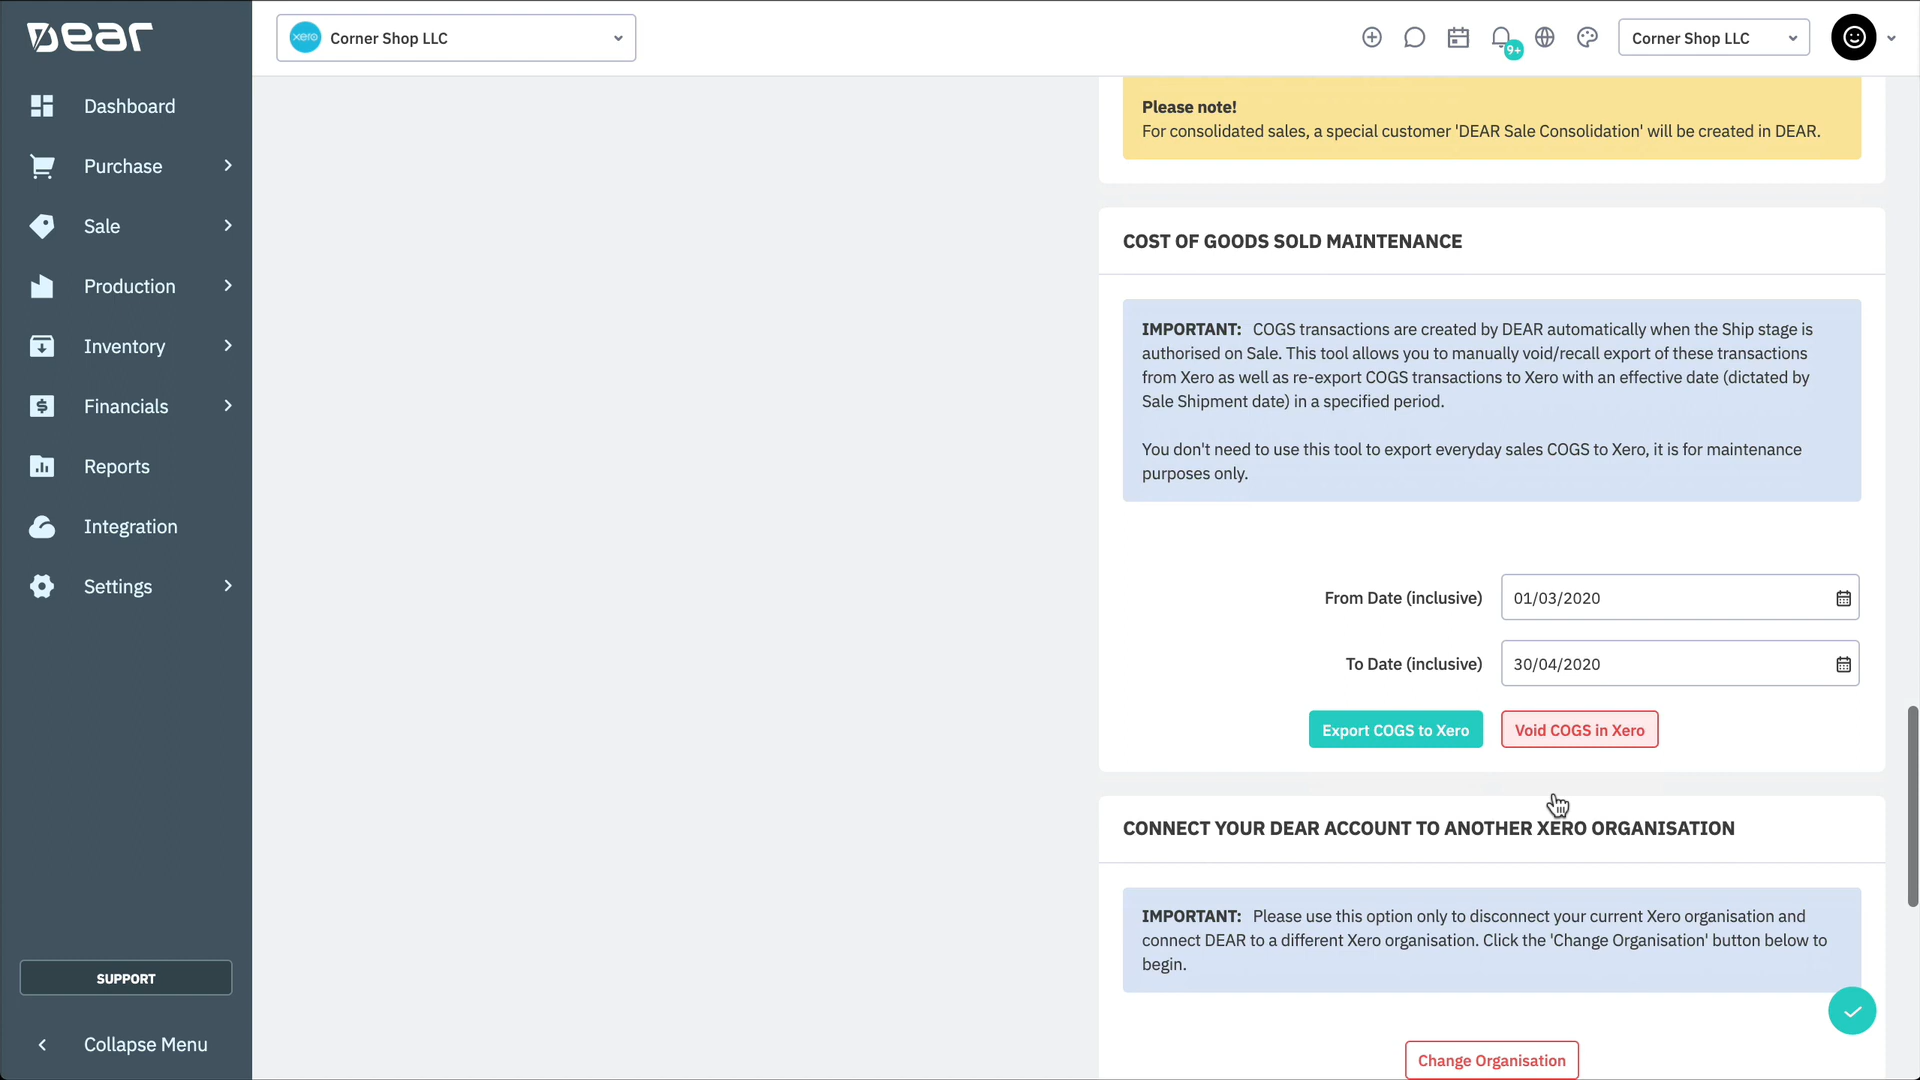 Dear
xero Corner Shop LLC
9+
Corner Shop LLC
Dashboard
Purchase
Sale
Production
Inventory
Financials
Reports
Integration
Settings
SUPPORT
Collapse Menu
Please note!
For consolidated sales, a special customer 'DEAR Sale Consolidation' will be created in DEAR.
COST OF GOODS SOLD MAINTENANCE
IMPORTANT: COGS transactions are created by DEAR automatically when the Ship stage is
authorised on Sale. This tool allows you to manually void/recall export of these transactions
from Xero as well as re-export COGS transactions to Xero with an effective date (dictated by
Sale Shipment date) in a specified period.
You don't need to use this tool to export everyday sales COGS to Xero, it is for maintenance
purposes only.
From Date (inclusive) 01/03/2020
To Date (inclusive) 30/04/2020
Export COGS to Xero Void COGS in Xero
CONNECT YOUR DEAR ACCOUNT TO ANOTHER XERO ORGANISATION
IMPORTANT: Please use this option only to disconnect your current Xero organisation and
connect DEAR to a different Xero organisation. Click the 'Change Organisation' button below to
begin.
Change Organisation